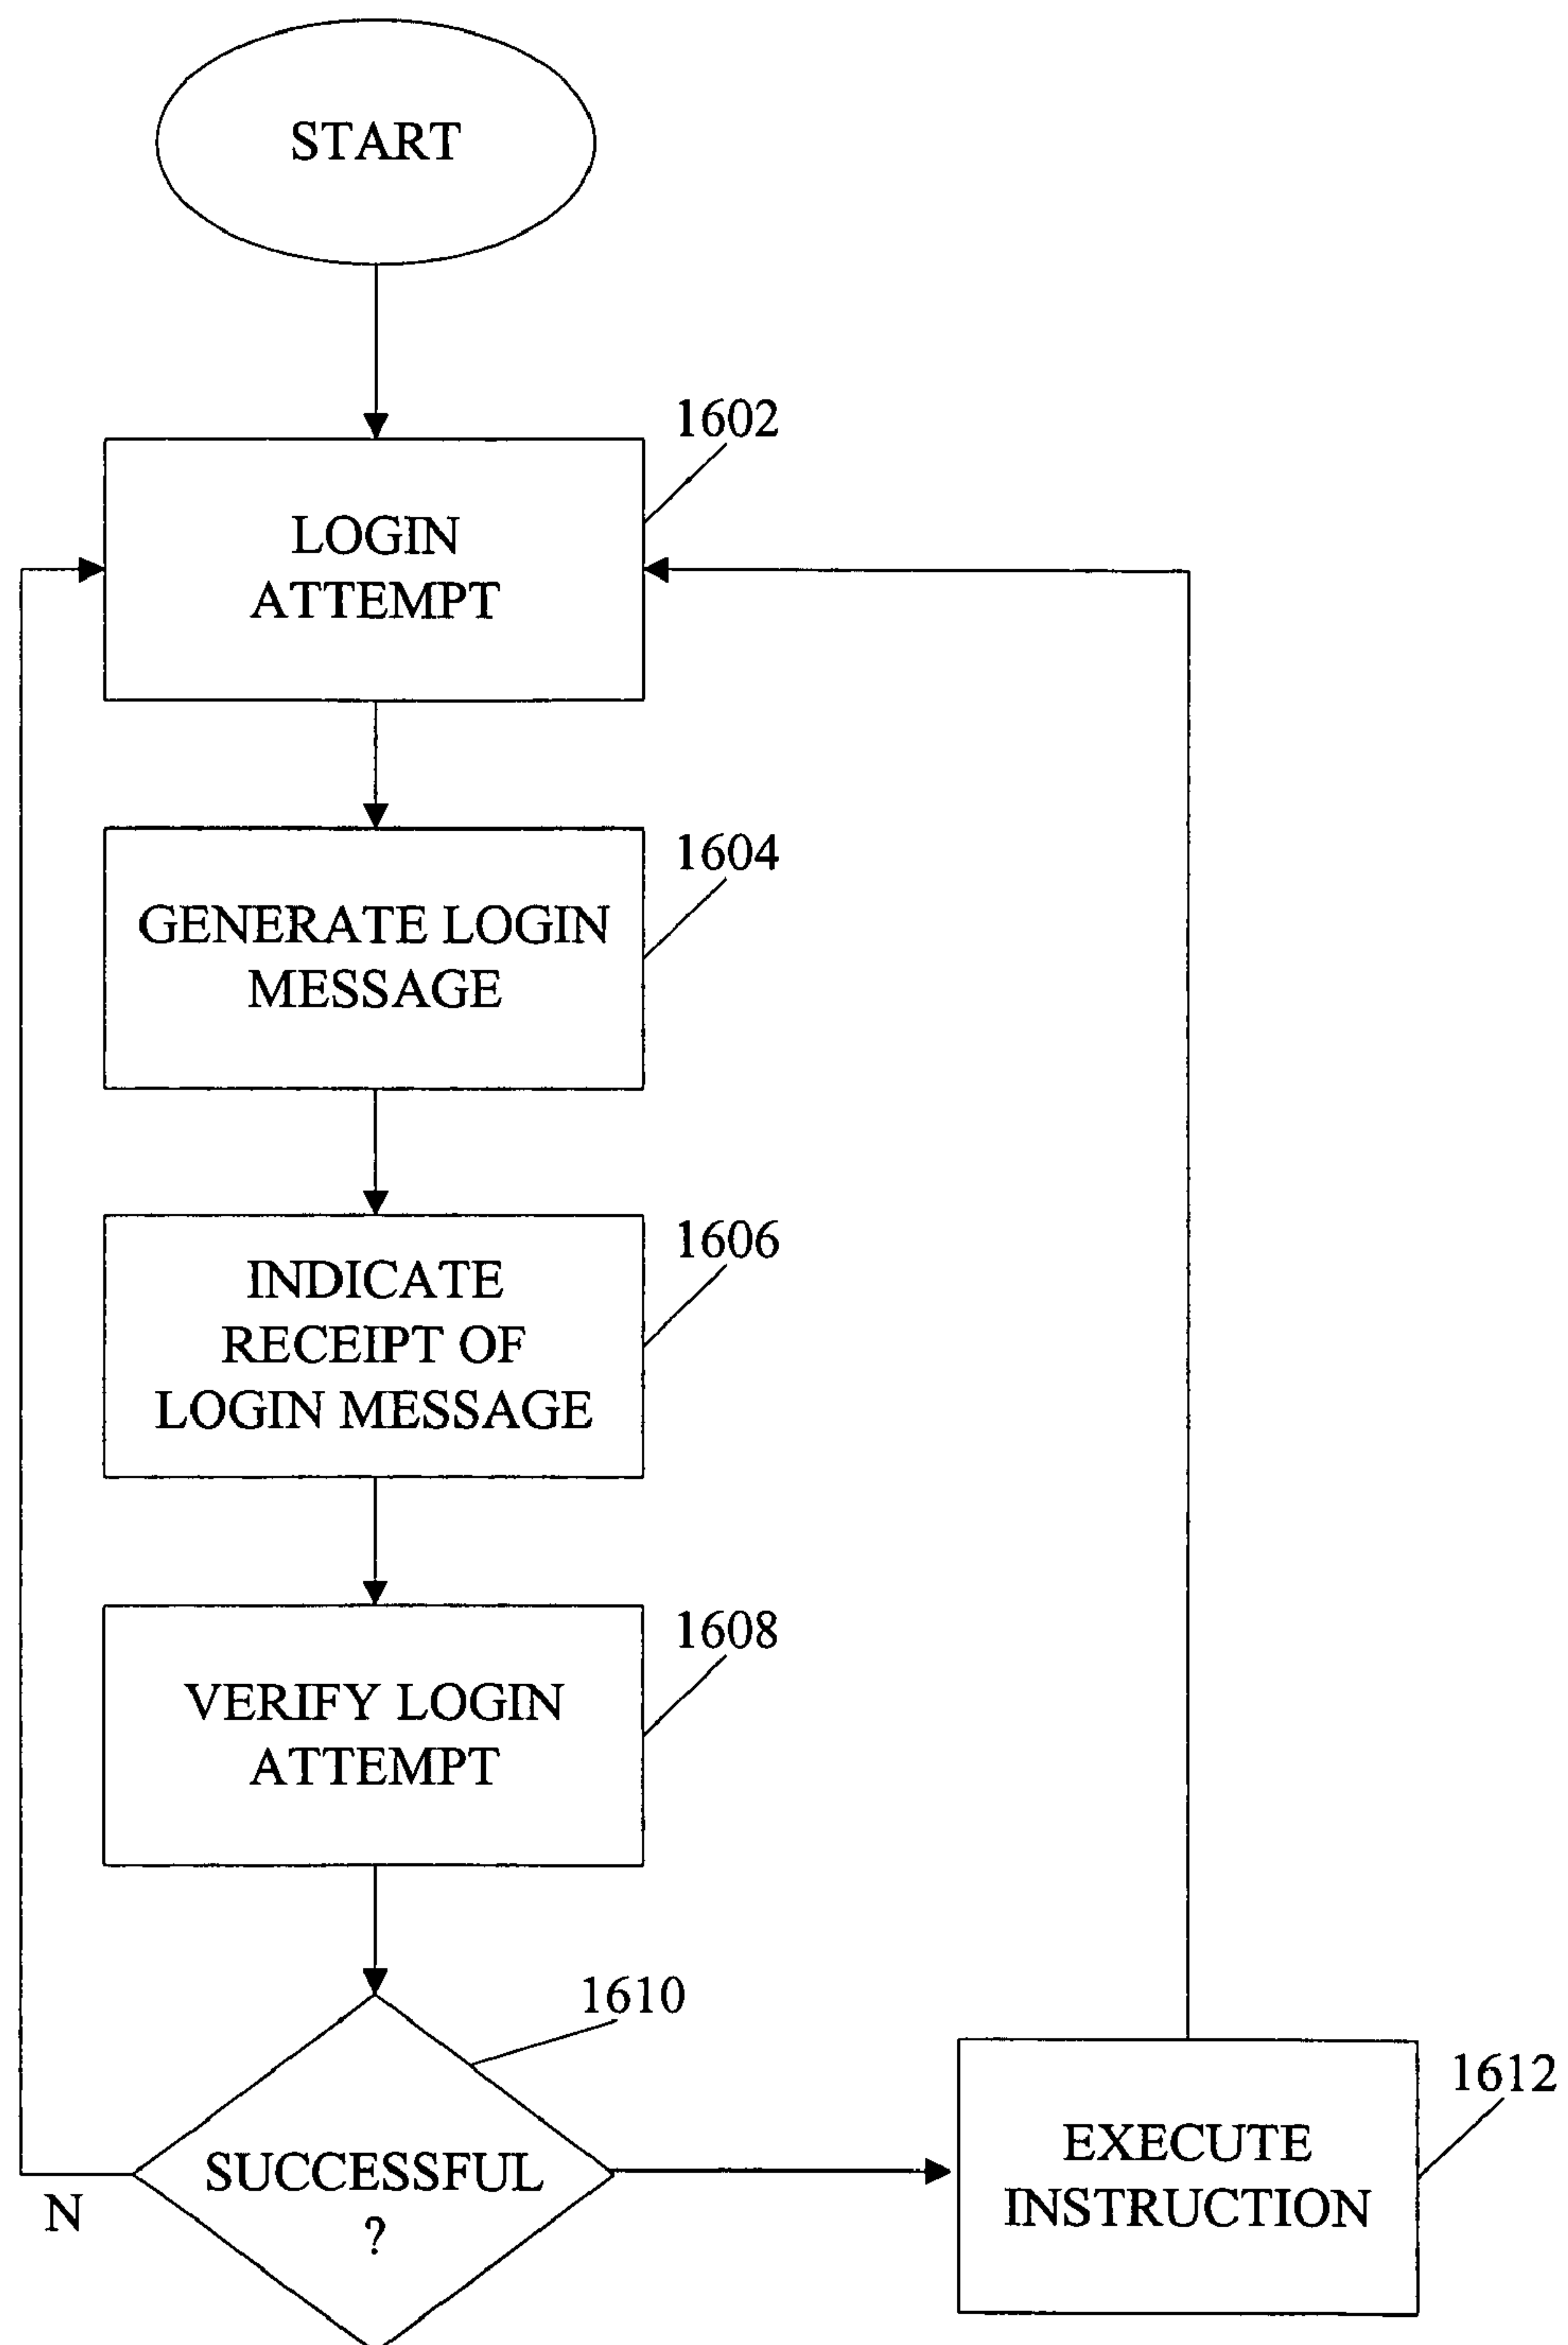 START
1602
LOGIN
ATTEMPT
1604
GENERATE LOGIN
MESSAGE
1606
INDICATE
RECEIPT OF
LOGIN MESSAGE
1608
VERIFY LOGIN
ATTEMPT
1610
SUCCESSFUL
?
N
1612
EXECUTE
INSTRUCTION